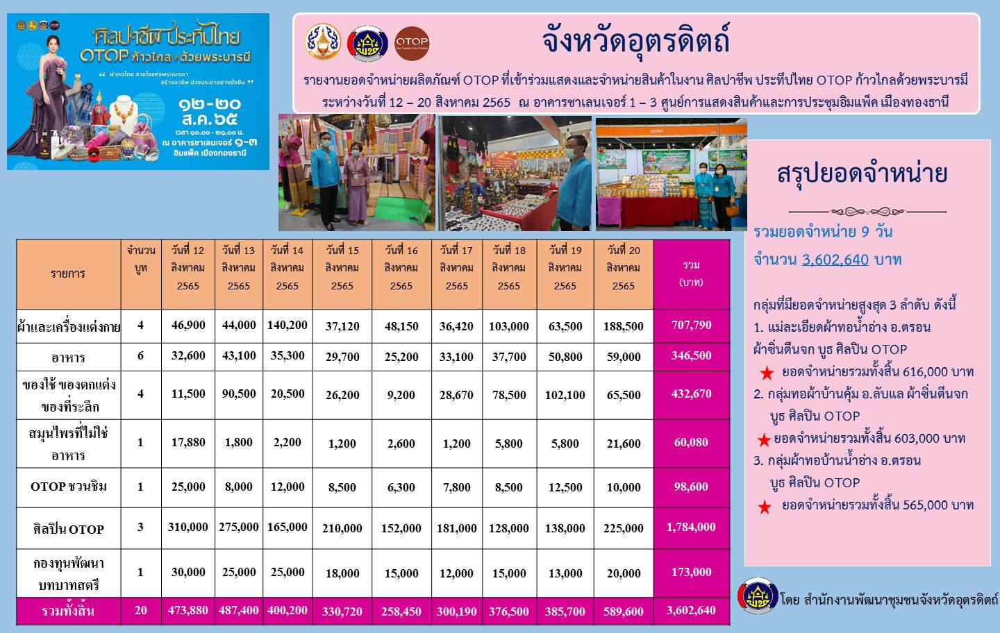 ศิลปาชีพ ประทีปไทย
OTOP ก้าวไกล ด้วยพระบารมี
“ ผ้าทอไทย สายใยแห่งพระเมตตา
สร้างอาชีพ ปวงประชาอย่างยั่งยืน ”
๑๒-๒๐
ส.ค.๖๕
เวลา ๑๐.๐๐ - ๒๑.๐๐ น.
ณ อาคารชาเลนเจอร์ ๑-๓
อิมแพ็ค เมืองทองธานี
OTOP
One Tambon One Product
จังหวัดอุตรดิตถ์
รายงานยอดจำหน่ายผลิตภัณฑ์ OTOP ที่เข้าร่วมแสดงและจำหน่ายสินค้าในงาน ศิลปาชีพ ประทีปไทย OTOP ก้าวไกลด้วยพระบารมี
ระหว่างวันที่ 12 – 20 สิงหาคม 2565 ณ อาคารชาเลนเจอร์ 1 – 3 ศูนย์การแสดงสินค้าและการประชุมอิมแพ็ค เมืองทองธานี
รายการ จำนวน บูท วันที่ 12 สิงหาคม 2565 วันที่ 13 สิงหาคม 2565 วันที่ 14 สิงหาคม 2565 วันที่ 15 สิงหาคม 2565 วันที่ 16 สิงหาคม 2565 วันที่ 17 สิงหาคม 2565 วันที่ 18 สิงหาคม 2565 วันที่ 19 สิงหาคม 2565 วันที่ 20 สิงหาคม 2565 รวม (บาท)
ผ้าและเครื่องแต่งกาย 4 46,900 44,000 140,200 37,120 48,150 36,420 103,000 63,500 188,500 707,790
อาหาร 6 32,600 43,100 35,300 29,700 25,200 33,100 37,700 50,800 59,000 346,500
ของใช้ ของตกแต่ง ของที่ระลึก 4 11,500 90,500 20,500 26,200 9,200 28,670 78,500 102,100 65,500 432,670
สมุนไพรที่ไม่ใช่ อาหาร 1 17,880 1,800 2,200 1,200 2,600 1,200 5,800 5,800 21,600 60,080
OTOP ชวนชิม 1 25,000 8,000 12,000 8,500 6,300 7,800 8,500 12,500 10,000 98,600
ศิลปิน OTOP 3 310,000 275,000 165,000 210,000 152,000 181,000 128,000 138,000 225,000 1,784,000
กองทุนพัฒนา บทบาทสตรี 1 30,000 25,000 25,000 18,000 15,000 12,000 15,000 13,000 20,000 173,000
รวมทั้งสิ้น 20 473,880 487,400 400,200 330,720 258,450 300,190 376,500 385,700 589,600 3,602,640
สรุปยอดจำหน่าย
รวมยอดจำหน่าย 9 วัน
จำนวน 3,602,640 บาท
กลุ่มที่มียอดจำหน่ายสูงสุด 3 ลำดับ ดังนี้
1. แม่ละเอียดผ้าทอน้ำอ่าง อ.ตรอน
ผ้าซิ่นตีนจก บูธ ศิลปิน OTOP
ยอดจำหน่ายรวมทั้งสิ้น 616,000 บาท
2. กลุ่มทอผ้าบ้านคุ้ม อ.ลับแล ผ้าซิ่นตีนจก
บูธ ศิลปิน OTOP
ยอดจำหน่ายรวมทั้งสิ้น 603,000 บาท
3. กลุ่มผ้าทอบ้านน้ำอ่าง อ.ตรอน
บูธ ศิลปิน OTOP
ยอดจำหน่ายรวมทั้งสิ้น 565,000 บาท
โดย สำนักงานพัฒนาชุมชนจังหวัดอุตรดิตถ์